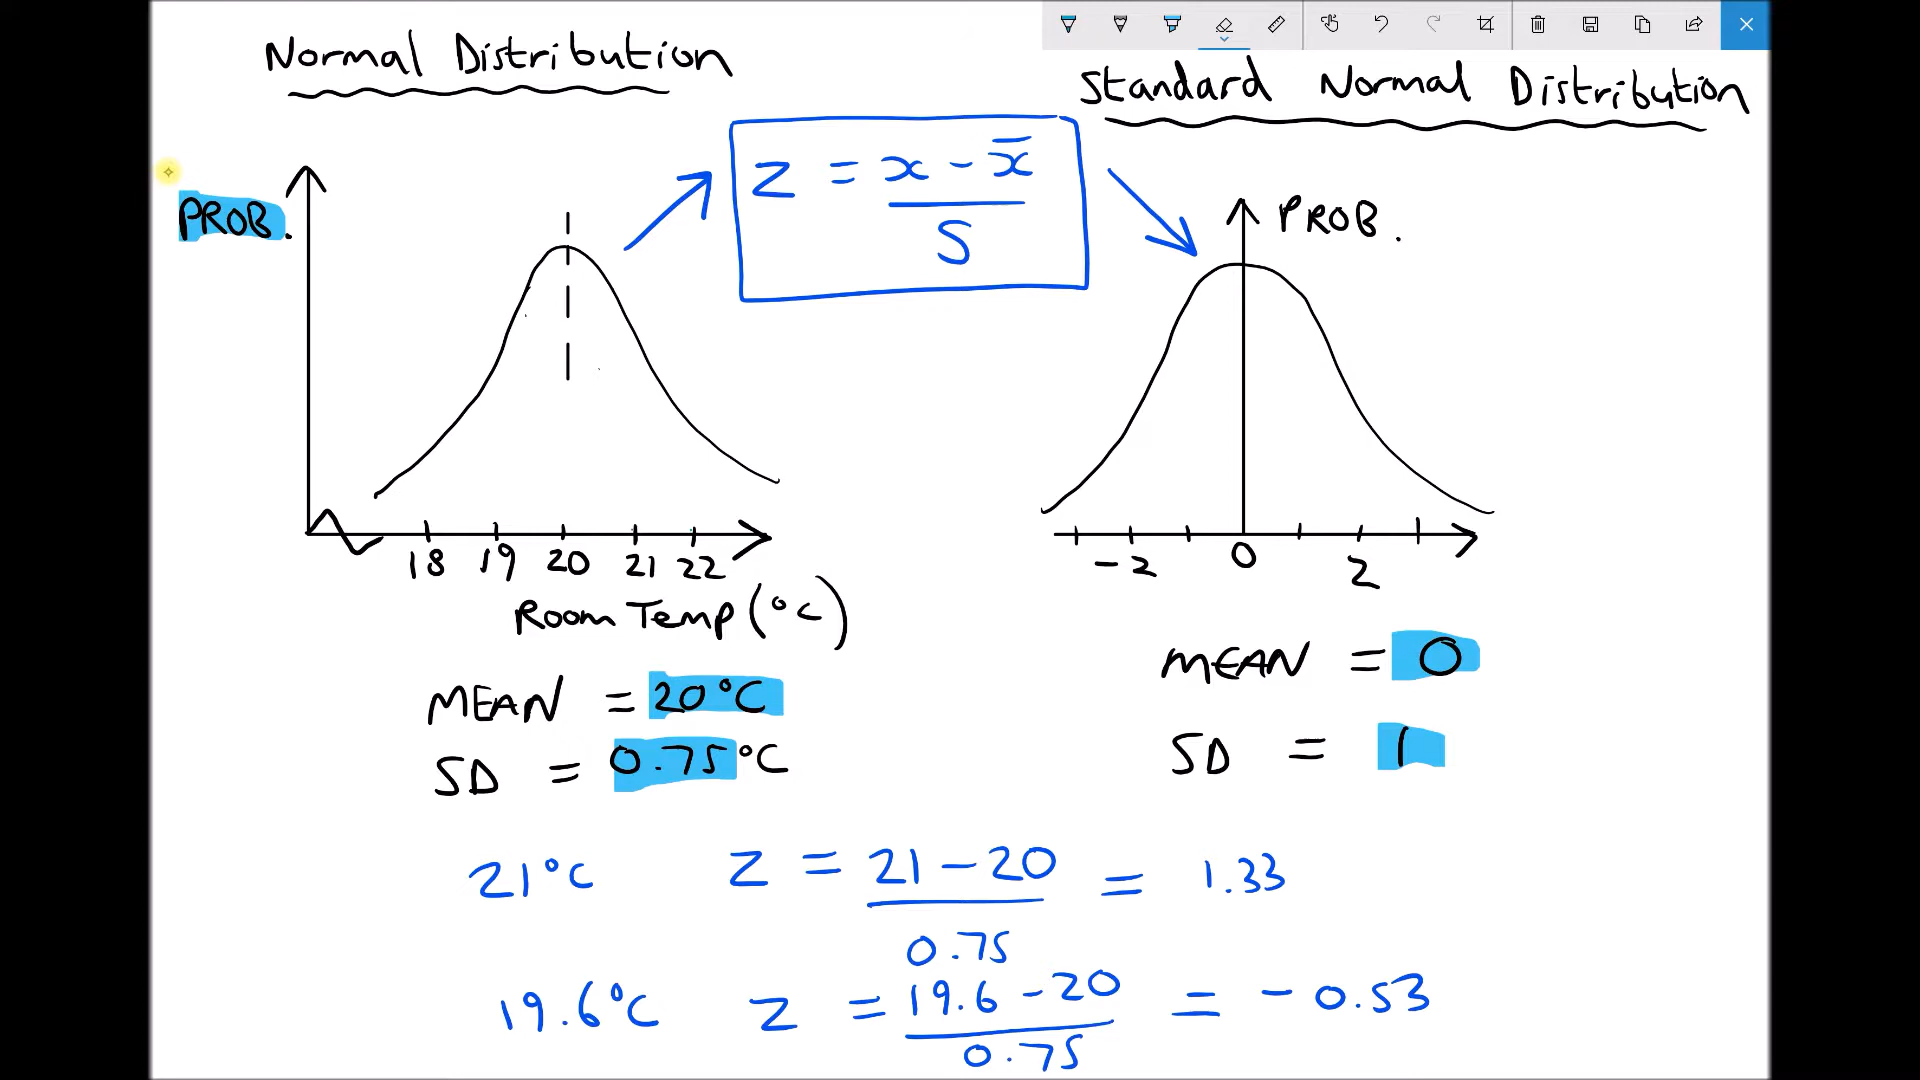 Normal Distribution
Standard Normal Distribution
PROB.
z = x - x̄
S
PROB.
18 19 20 21 22
Room Temp (°C)
-2 0 2
MEAN = 20°C
SD = 0.75°C
MEAN = 0
SD = 1
21°C z = 21 - 20 = 1.33
0.75
19.6°C z = 19.6 - 20 = -0.53
0.75